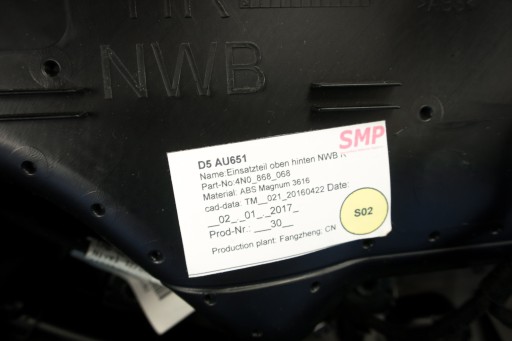 NWB
SMP
D5 AU651
Name:Einsatzteil oben hinten NWB R
Part-No:4N0_868_068
Material: ABS Magnum 3616
cad-data: TM__021_20160422 Date:
__02_._01_._2017_
Prod-Nr.: ___30__
S02
Production plant: Fangzheng, CN